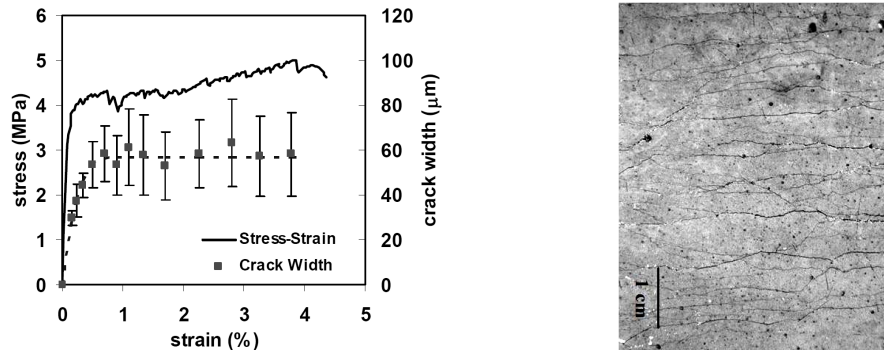 6
5
4
3
2
1
0
stress (MPa)
120
100
80
60
40
20
0
crack width (μm)
Stress-Strain
Crack Width
0 1 2 3 4 5
strain (%)
1 cm